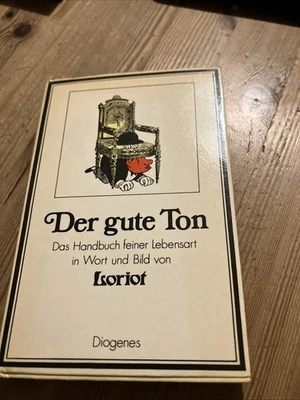 Der gute Ton
Das Handbuch feiner Lebensart
in Wort und Bild von
Loriot
Diogenes